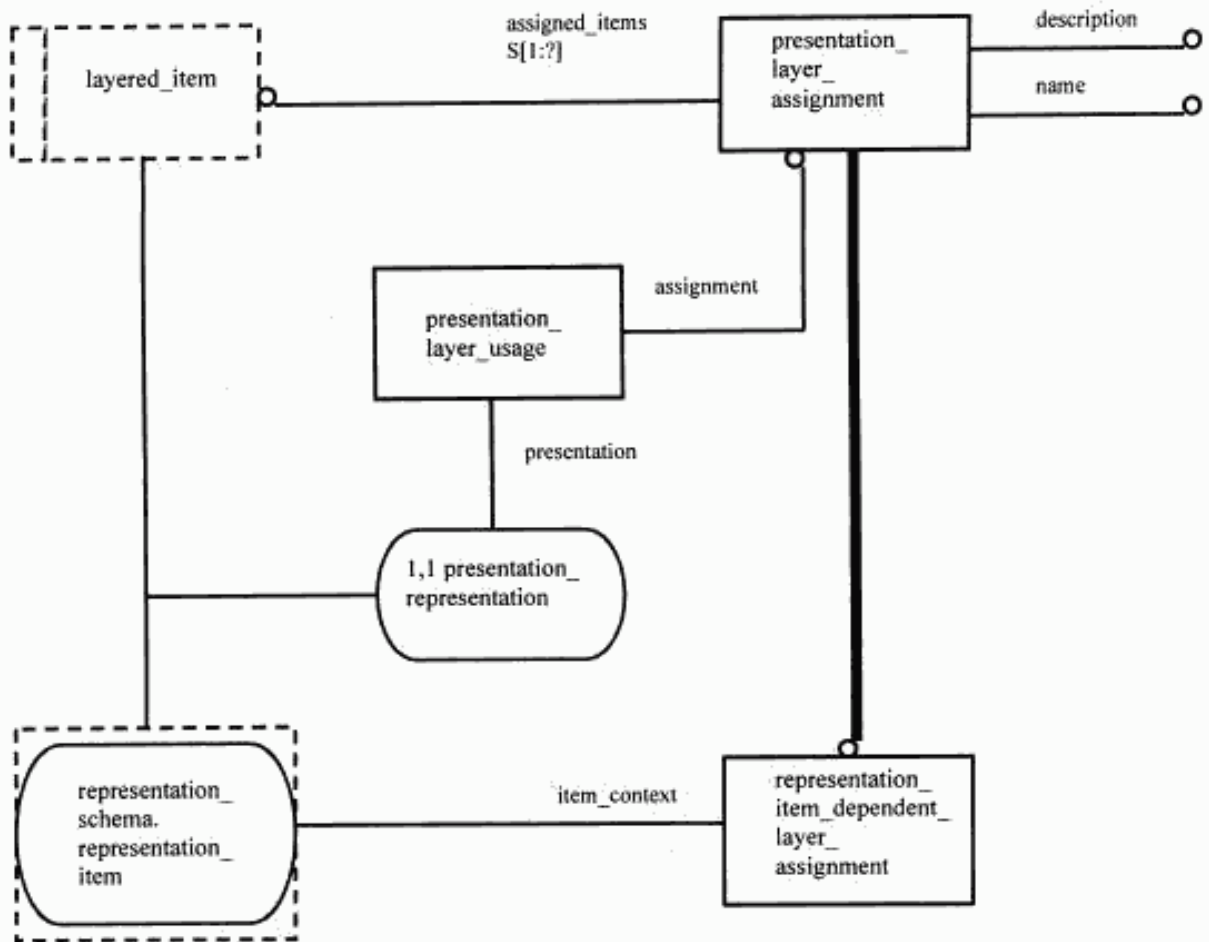 assigned_items
S[1:?]
description
layered_item
presentation_
layer_
assignment
name
assignment
presentation_
layer_usage
presentation
1,1 presentation_
representation
representation_
schema.
representation_
item
item_context
representation_
item_dependent_
layer_
assignment